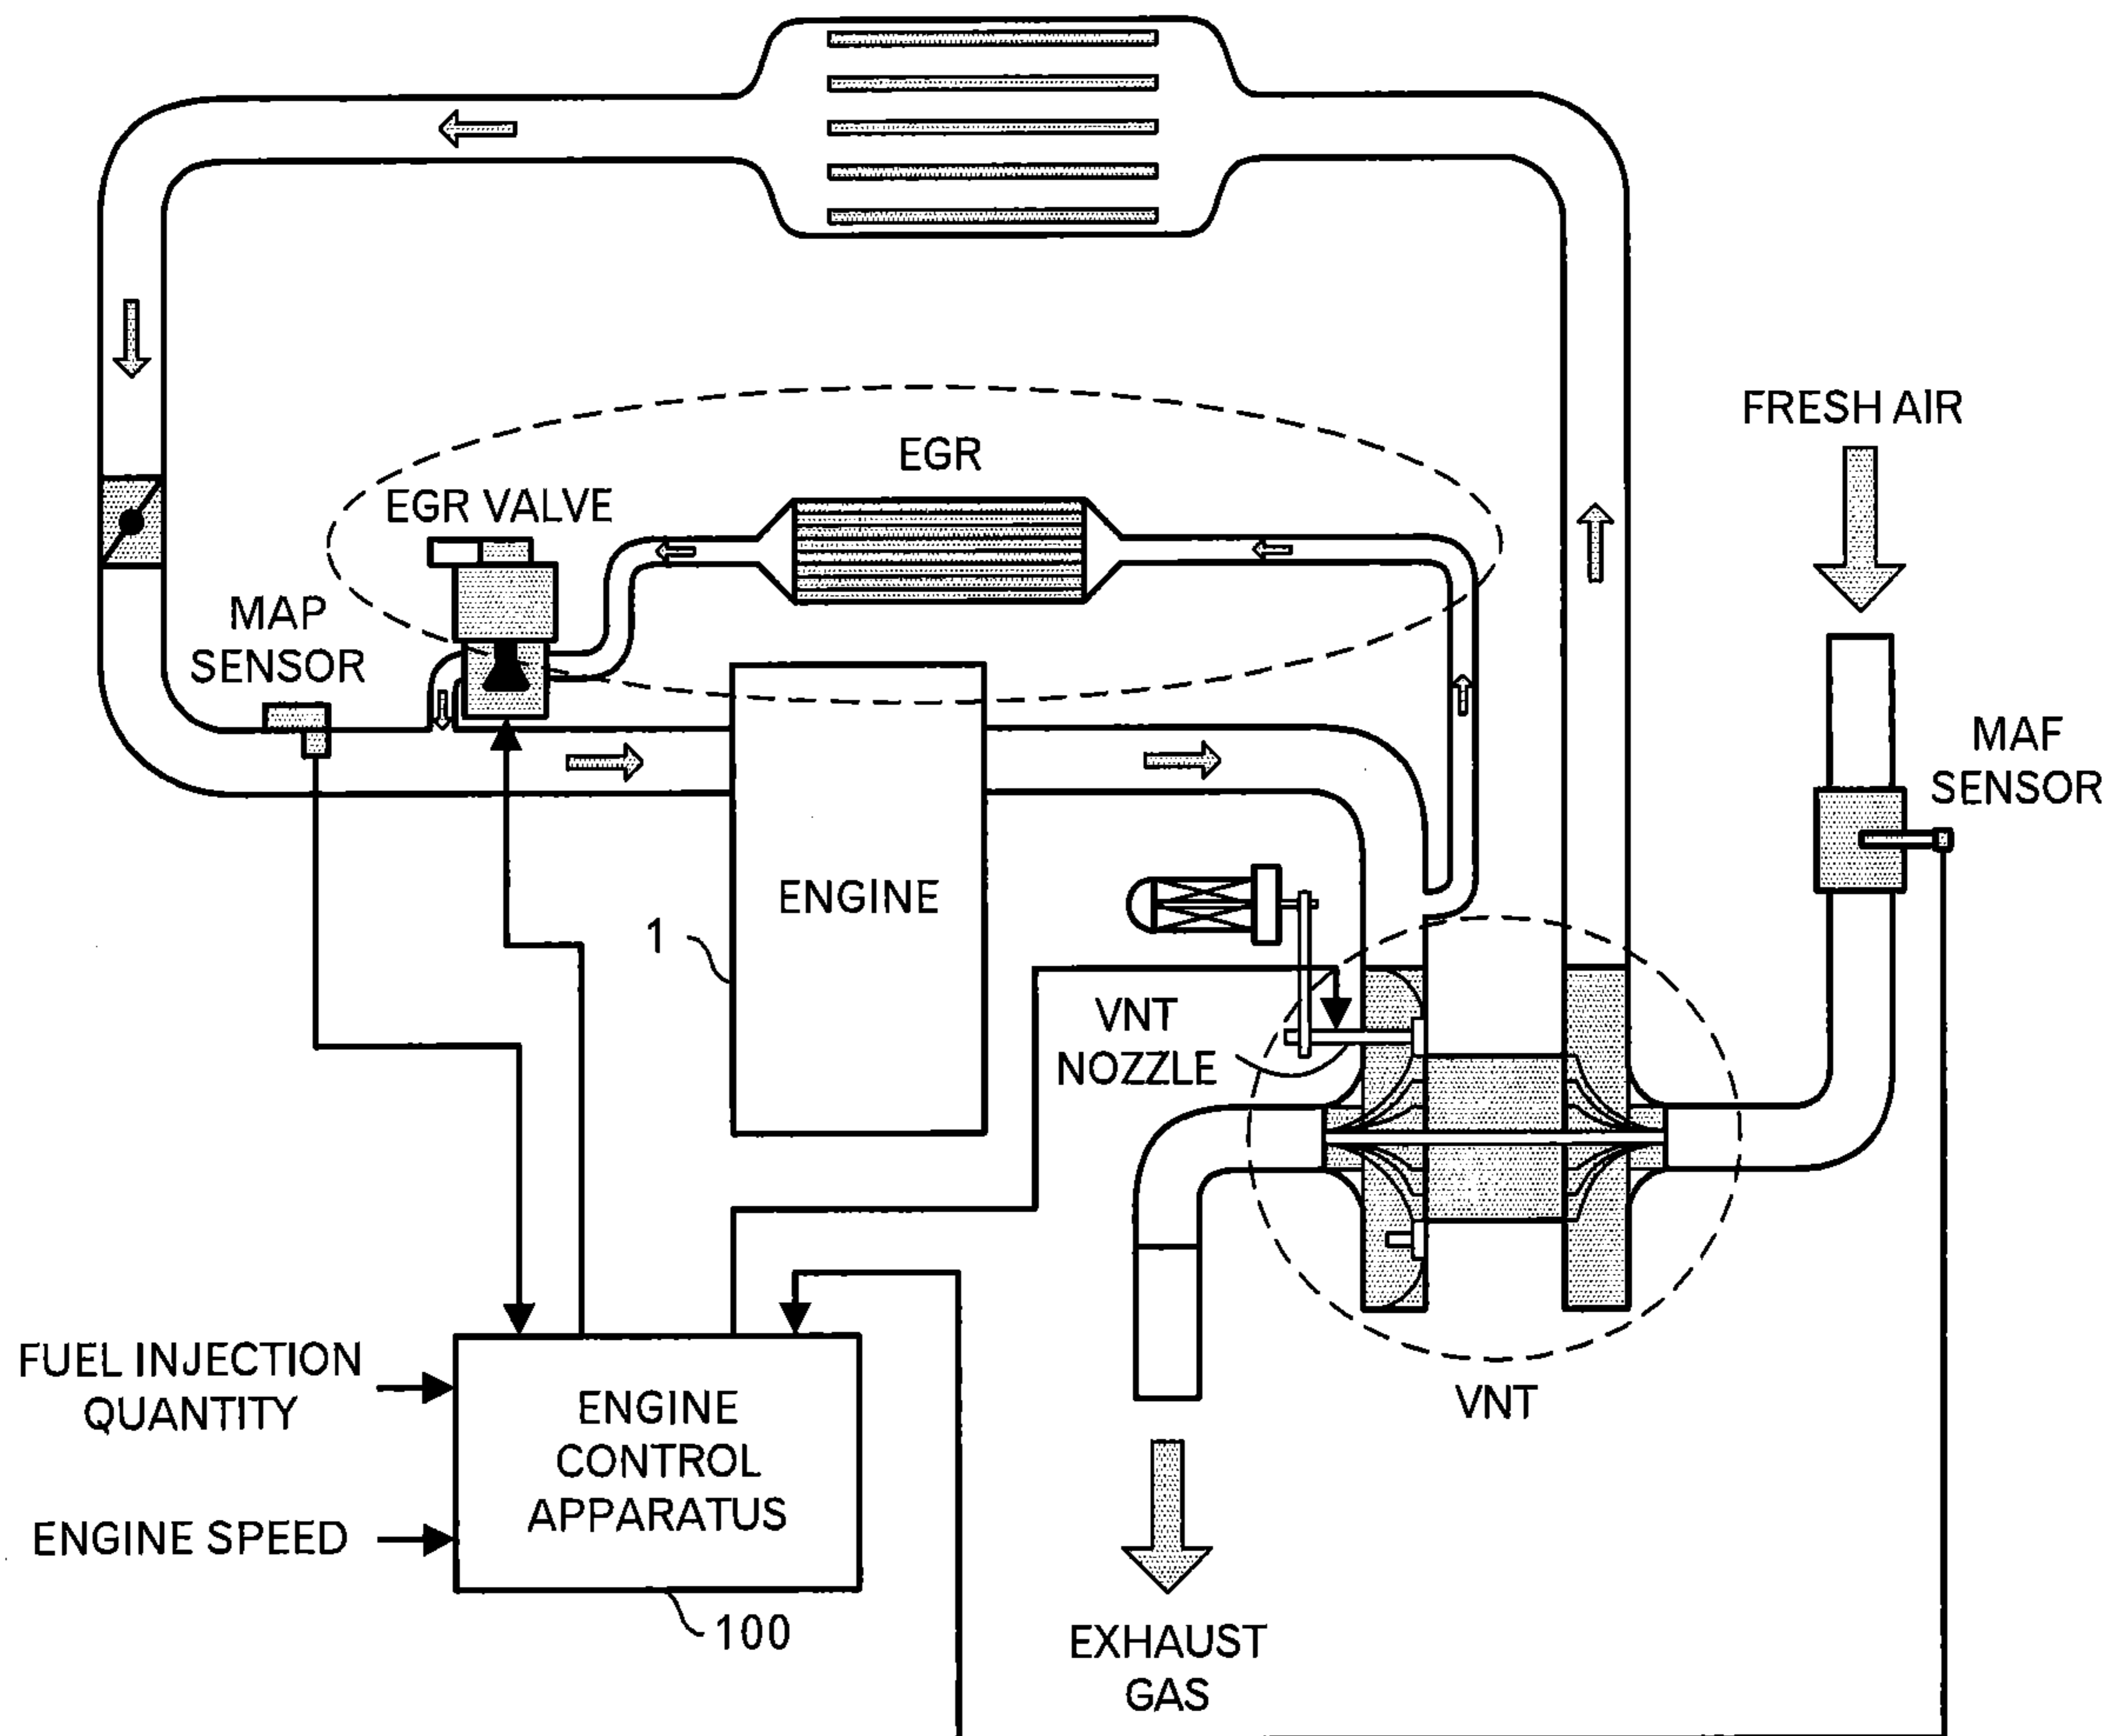 FRESH AIR
EGR
EGR VALVE
MAP
SENSOR
MAF
SENSOR
ENGINE
1
VNT
NOZZLE
VNT
FUEL INJECTION
QUANTITY
ENGINE SPEED
ENGINE
CONTROL
APPARATUS
100
EXHAUST
GAS